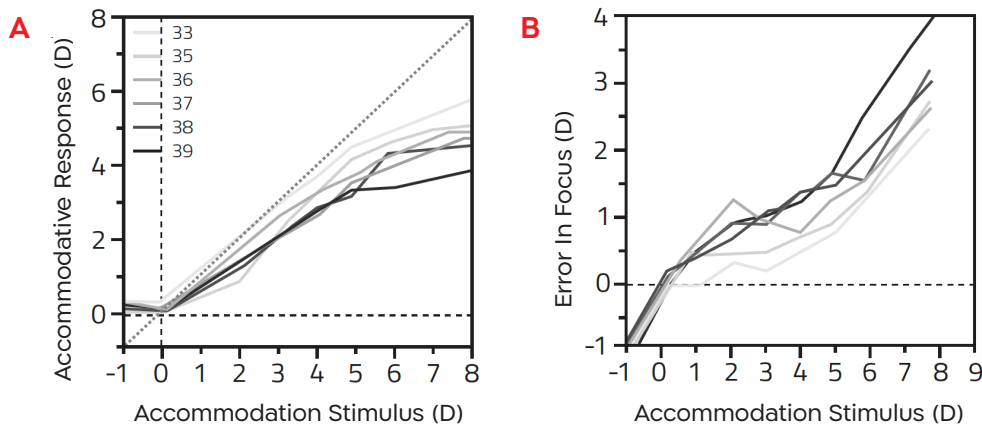 A
Accommodative Response (D)
8
6
4
2
0
33
35
36
37
38
39
-1 0 1 2 3 4 5 6 7 8
Accommodation Stimulus (D)
B
Error In Focus (D)
4
3
2
1
0
-1
-1 0 1 2 3 4 5 6 7 8 9
Accommodation Stimulus (D)